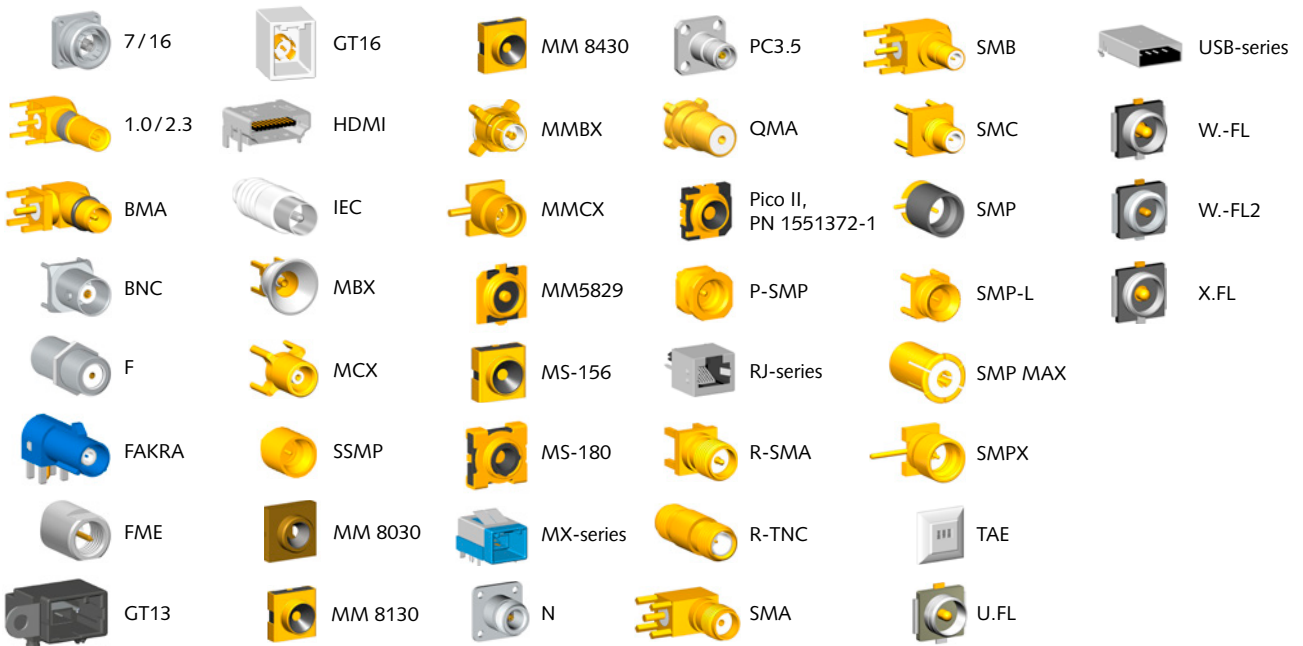 7/16
1.0/2.3
BMA
BNC
F
FAKRA
FME
GT13
GT16
HDMI
IEC
MBX
MCX
SSMP
MM 8030
MM 8130
MM 8430
MMBX
MMCX
MM5829
MS-156
MS-180
MX-series
N
PC3.5
QMA
Pico II,
PN 1551372-1
P-SMP
RJ-series
R-SMA
R-TNC
SMA
SMB
SMC
SMP
SMP-L
SMP MAX
SMPX
TAE
U.FL
USB-series
W.-FL
W.-FL2
X.FL